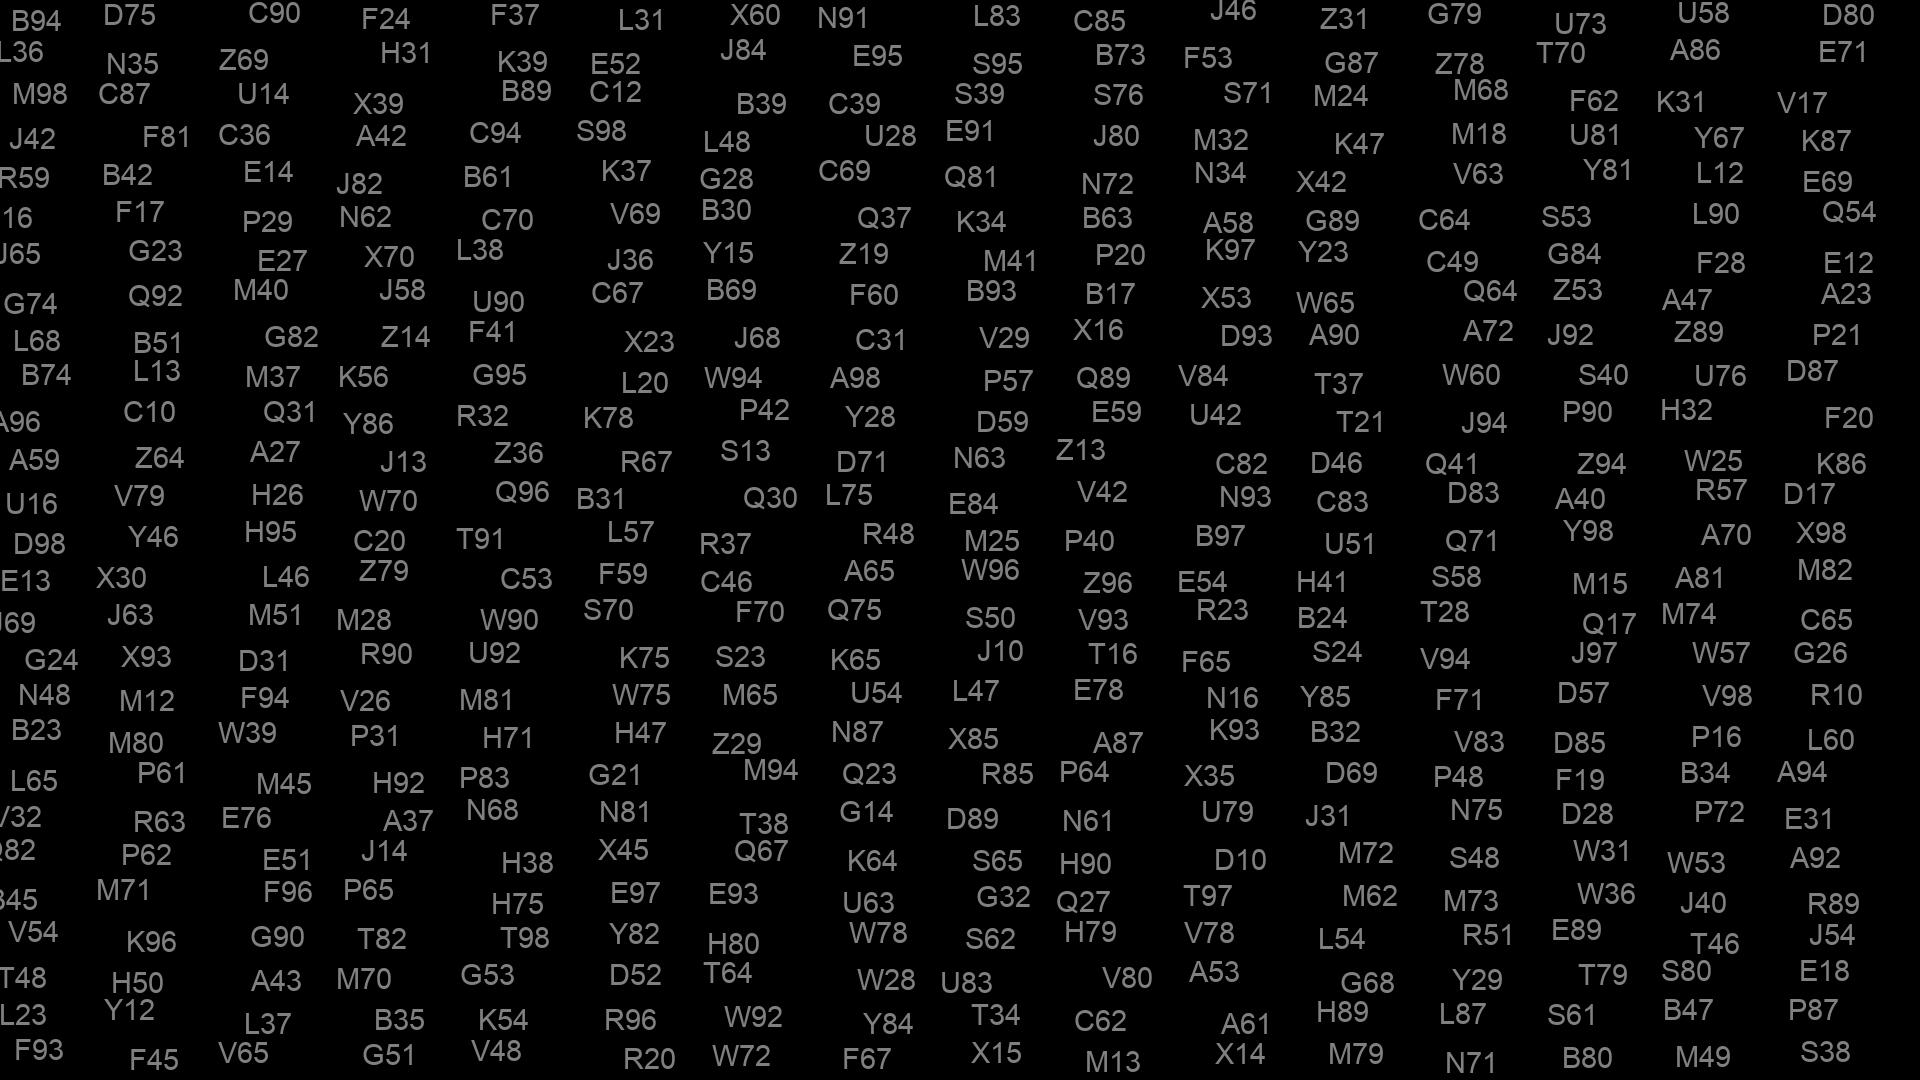 B94 D75 C90 F24 F37 L31 X60 N91 L83 C85 J46 Z31 G79 U73 U58 D80
L36 N35 Z69 H31 K39 E52 J84 E95 S95 B73 F53 G87 Z78 T70 A86 E71
M98 C87 U14 X39 B89 C12 B39 C39 S39 S76 S71 M24 M68 F62 K31 V17
J42 F81 C36 A42 C94 S98 L48 U28 E91 J80 M32 K47 M18 U81 Y67 K87
R59 B42 E14 J82 B61 K37 G28 C69 Q81 N72 N34 X42 V63 Y81 L12 E69
16 F17 P29 N62 C70 V69 B30 Q37 K34 B63 A58 G89 C64 S53 L90 Q54
J65 G23 E27 X70 L38 J36 Y15 Z19 M41 P20 K97 Y23 C49 G84 F28 E12
G74 Q92 M40 J58 U90 C67 B69 F60 B93 B17 X53 W65 Q64 Z53 A47 A23
L68 B51 G82 Z14 F41 X23 J68 C31 V29 X16 D93 A90 A72 J92 Z89 P21
B74 L13 M37 K56 G95 L20 W94 A98 P57 Q89 V84 T37 W60 S40 U76 D87
A96 C10 Q31 Y86 R32 K78 P42 Y28 D59 E59 U42 T21 J94 P90 H32 F20
A59 Z64 A27 J13 Z36 R67 S13 D71 N63 Z13 C82 D46 Q41 Z94 W25 K86
U16 V79 H26 W70 Q96 B31 Q30 L75 E84 V42 N93 C83 D83 A40 R57 D17
D98 Y46 H95 C20 T91 L57 R37 R48 M25 P40 B97 U51 Q71 Y98 A70 X98
E13 X30 L46 Z79 C53 F59 C46 A65 W96 Z96 E54 H41 S58 M15 A81 M82
J69 J63 M51 M28 W90 S70 F70 Q75 S50 V93 R23 B24 T28 Q17 M74 C65
G24 X93 D31 R90 U92 K75 S23 K65 J10 T16 F65 S24 V94 J97 W57 G26
N48 M12 F94 V26 M81 W75 M65 U54 L47 E78 N16 Y85 F71 D57 V98 R10
B23 M80 W39 P31 H71 H47 Z29 N87 X85 A87 K93 B32 V83 D85 P16 L60
L65 P61 M45 H92 P83 G21 M94 Q23 R85 P64 X35 D69 P48 F19 B34 A94
V32 R63 E76 A37 N68 N81 T38 G14 D89 N61 U79 J31 N75 D28 P72 E31
Q82 P62 E51 J14 H38 X45 Q67 K64 S65 H90 D10 M72 S48 W31 W53 A92
45 M71 F96 P65 H75 E97 E93 U63 G32 Q27 T97 M62 M73 W36 J40 R89
V54 K96 G90 T82 T98 Y82 H80 W78 S62 H79 V78 L54 R51 E89 T46 J54
T48 H50 A43 M70 G53 D52 T64 W28 U83 V80 A53 G68 Y29 T79 S80 E18
L23 Y12 L37 B35 K54 R96 W92 Y84 T34 C62 A61 H89 L87 S61 B47 P87
F93 F45 V65 G51 V48 R20 W72 F67 X15 M13 X14 M79 N71 B80 M49 S38